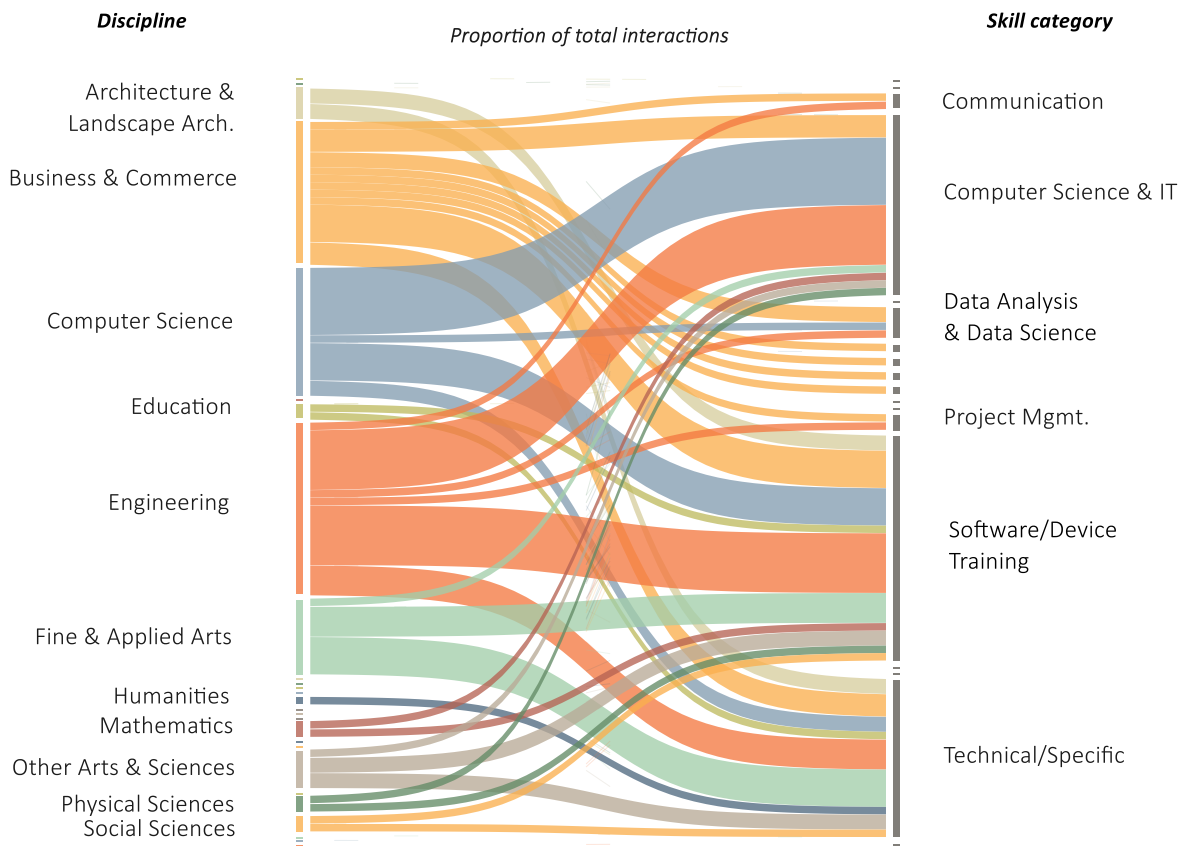 Discipline
Proportion of total interactions
Skill category
Architecture &
Landscape Arch.
Business & Commerce
Computer Science
Education
Engineering
Fine & Applied Arts
Humanities
Mathematics
Other Arts & Sciences
Physical Sciences
Social Sciences
Communication
Computer Science & IT
Data Analysis
& Data Science
Project Mgmt.
Software/Device
Training
Technical/Specific